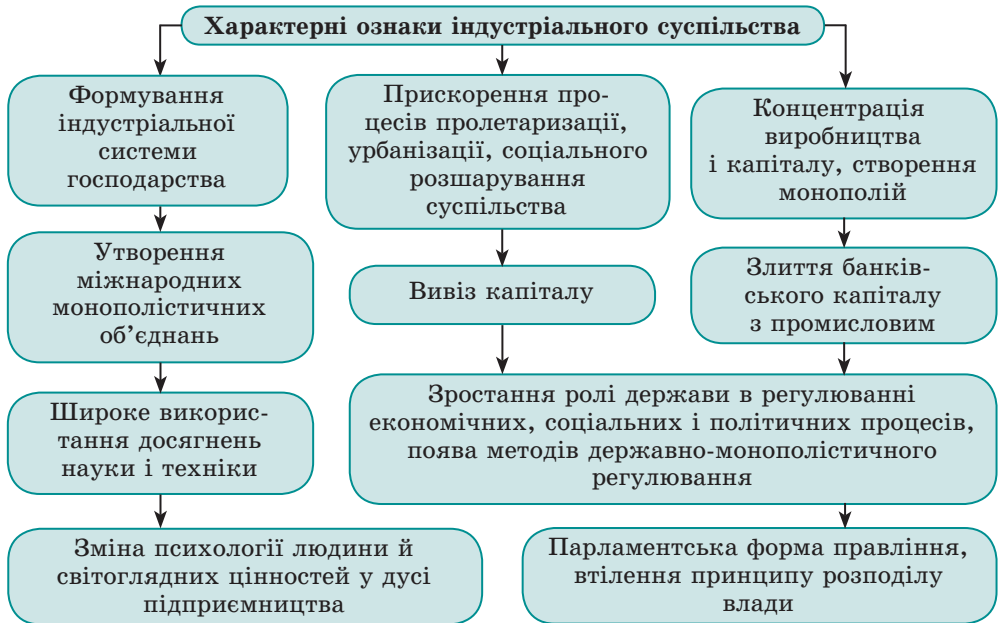 Характерні ознаки індустріального суспільства
Формування
індустріальної
системи
господарства
Прискорення про-
цесів пролетаризації,
урбанізації, соціального
розшарування
суспільства
Концентрація
виробництва
і капіталу, створення
монополій
Утворення
міжнародних
монополістичних
об’єднань
Вивіз капіталу
Злиття банків-
ського капіталу
з промисловим
Широке викорис-
тання досягнень
науки і техніки
Зростання ролі держави в регулюванні
економічних, соціальних і політичних процесів,
поява методів державно-монополістичного
регулювання
Зміна психології людини й
світоглядних цінностей у дусі
підприємництва
Парламентська форма правління,
втілення принципу розподілу
влади